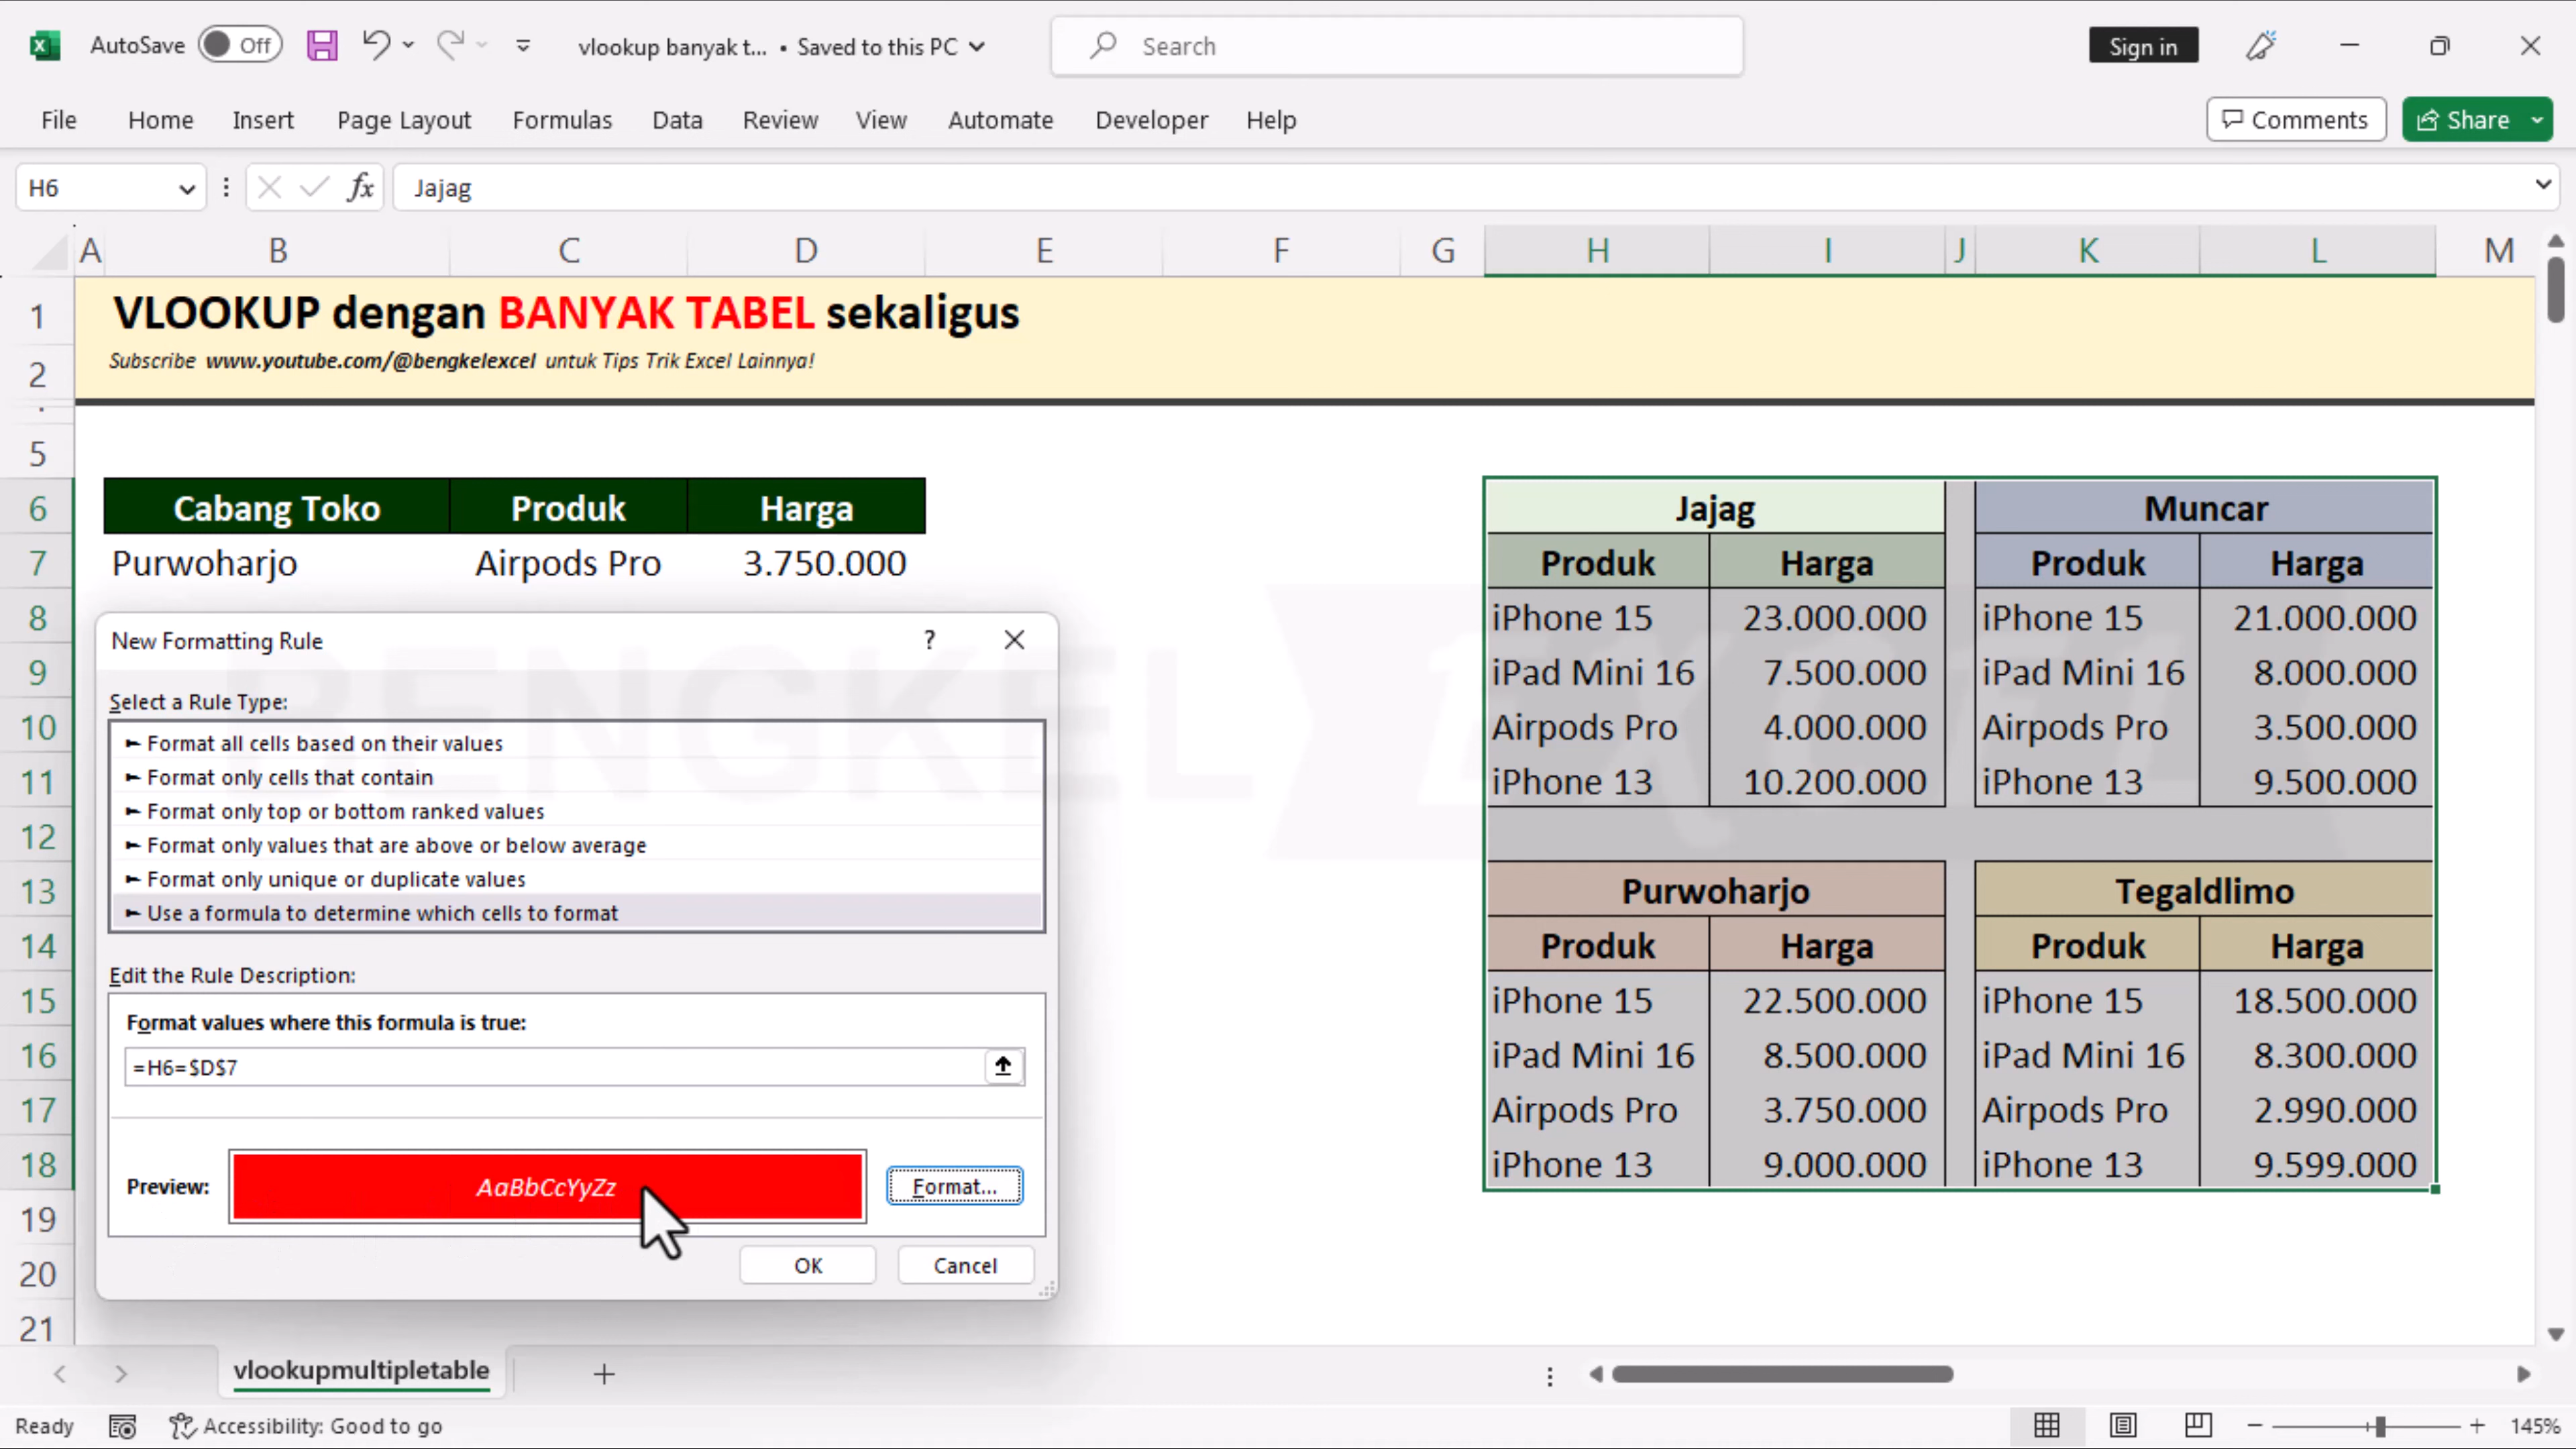 AutoSave Off vlookup banyak t... • Saved to this PC Search Sign in
File Home Insert Page Layout Formulas Data Review View Automate Developer Help Comments Share
H6 fx Jajag
A B C D E F G H I J K L M
1 VLOOKUP dengan BANYAK TABEL sekaligus
2 Subscribe www.youtube.com/@bengkelexcel untuk Tips Trik Excel Lainnya!
5
6 Cabang Toko Produk Harga Jajag Muncar
7 Purwoharjo Airpods Pro 3.750.000 Produk Harga Produk Harga
8 iPhone 15 23.000.000 iPhone 15 21.000.000
9 iPad Mini 16 7.500.000 iPad Mini 16 8.000.000
10 Airpods Pro 4.000.000 Airpods Pro 3.500.000
11 iPhone 13 10.200.000 iPhone 13 9.500.000
12
13 Purwoharjo Tegaldlimo
14 Produk Harga Produk Harga
15 iPhone 15 22.500.000 iPhone 15 18.500.000
16 iPad Mini 16 8.500.000 iPad Mini 16 8.300.000
17 Airpods Pro 3.750.000 Airpods Pro 2.990.000
18 iPhone 13 9.000.000 iPhone 13 9.599.000
19
20
21
New Formatting Rule ?
Select a Rule Type:
► Format all cells based on their values
► Format only cells that contain
► Format only top or bottom ranked values
► Format only values that are above or below average
► Format only unique or duplicate values
► Use a formula to determine which cells to format
Edit the Rule Description:
Format values where this formula is true:
=H6=$D$7
Preview: AaBbCcYyZz Format...
OK Cancel
BENGKEL EXCEL
vlookupmultipletable
Ready Accessibility: Good to go 145%